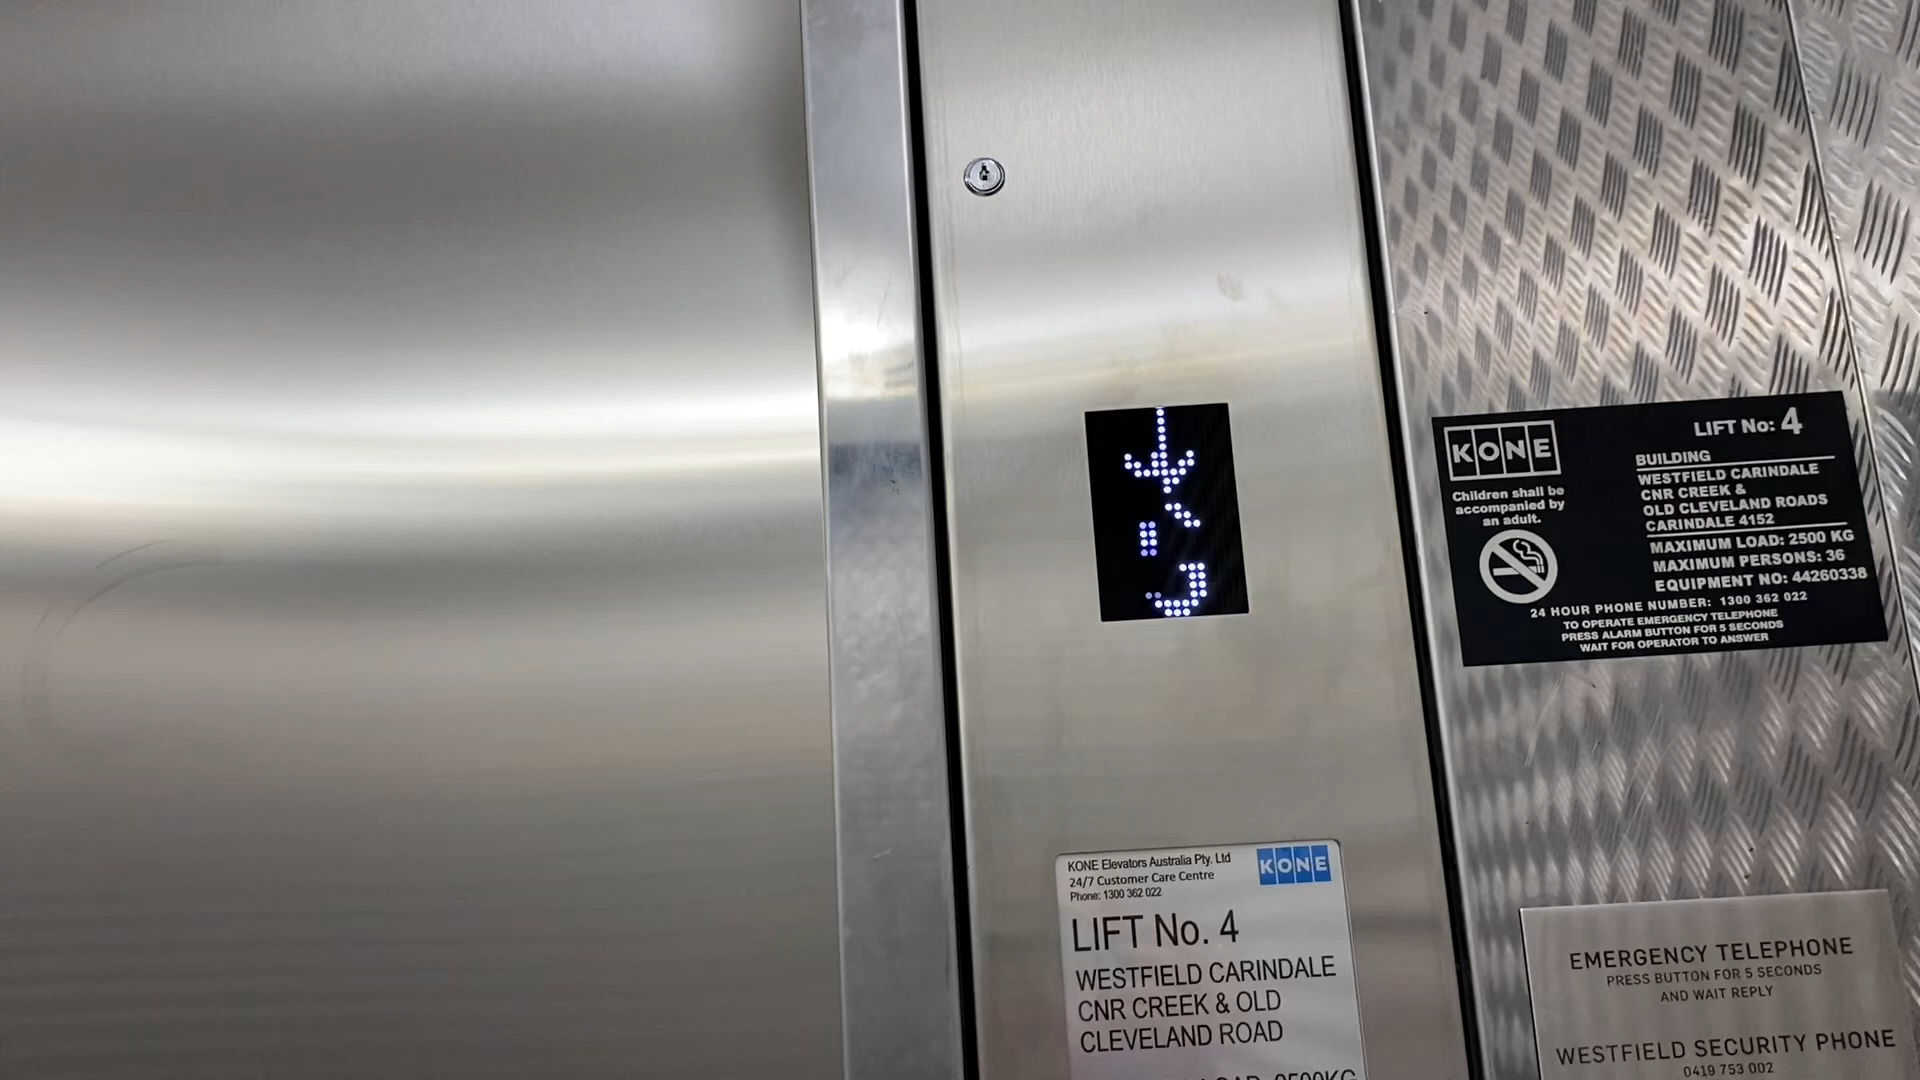 KONE
Children shall be
accompanied by
an adult.
LIFT No: 4
BUILDING
WESTFIELD CARINDALE
CNR CREEK &
OLD CLEVELAND ROADS
CARINDALE 4152
MAXIMUM LOAD: 2500 KG
MAXIMUM PERSONS: 36
EQUIPMENT NO: 44260338
24 HOUR PHONE NUMBER: 1300 362 022
TO OPERATE EMERGENCY TELEPHONE
PRESS ALARM BUTTON FOR 5 SECONDS
WAIT FOR OPERATOR TO ANSWER
KONE Elevators Australia Pty. Ltd
24/7 Customer Care Centre
Phone: 1300 362 022
KONE
LIFT No. 4
WESTFIELD CARINDALE
CNR CREEK & OLD
CLEVELAND ROAD
EMERGENCY TELEPHONE
PRESS BUTTON FOR 5 SECONDS
AND WAIT REPLY
WESTFIELD SECURITY PHONE
0419 753 002